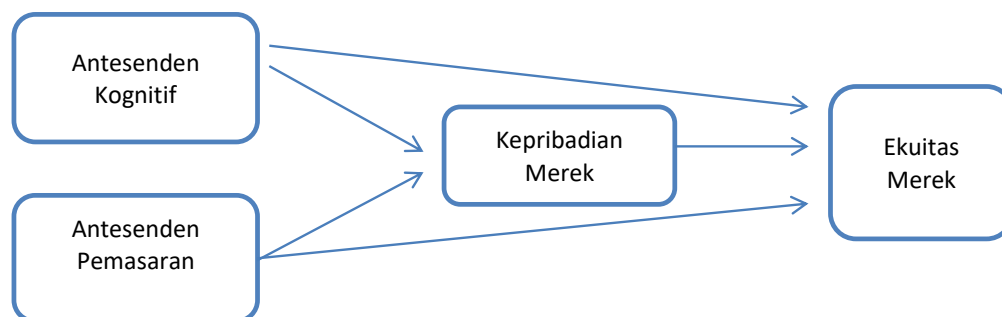 Antesenden
Kognitif
Kepribadian
Merek
Ekuitas
Merek
Antesenden
Pemasaran